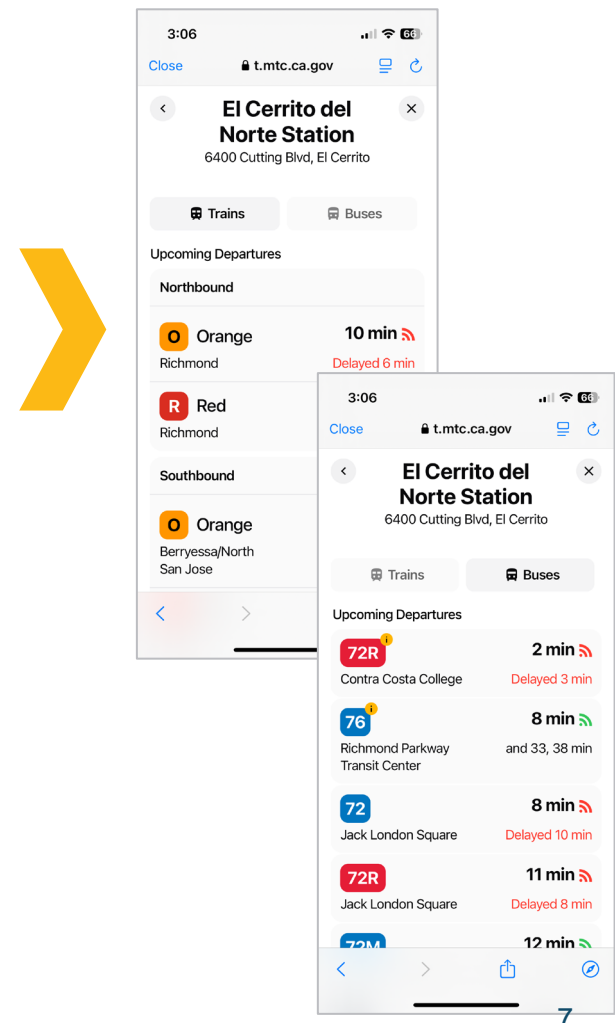 3:06 66
Close t.mtc.ca.gov
El Cerrito del
Norte Station
6400 Cutting Blvd, El Cerrito
Trains Buses
Upcoming Departures
Northbound
O Orange 10 min
Richmond Delayed 6 min
R Red
Richmond
Southbound
O Orange
Berryessa/North
San Jose
3:06 66
Close t.mtc.ca.gov
El Cerrito del
Norte Station
6400 Cutting Blvd, El Cerrito
Trains Buses
Upcoming Departures
72R i 2 min
Contra Costa College Delayed 3 min
76 i 8 min
Richmond Parkway and 33, 38 min
Transit Center
72 8 min
Jack London Square Delayed 10 min
72R 11 min
Jack London Square Delayed 8 min
72M 12 min
7